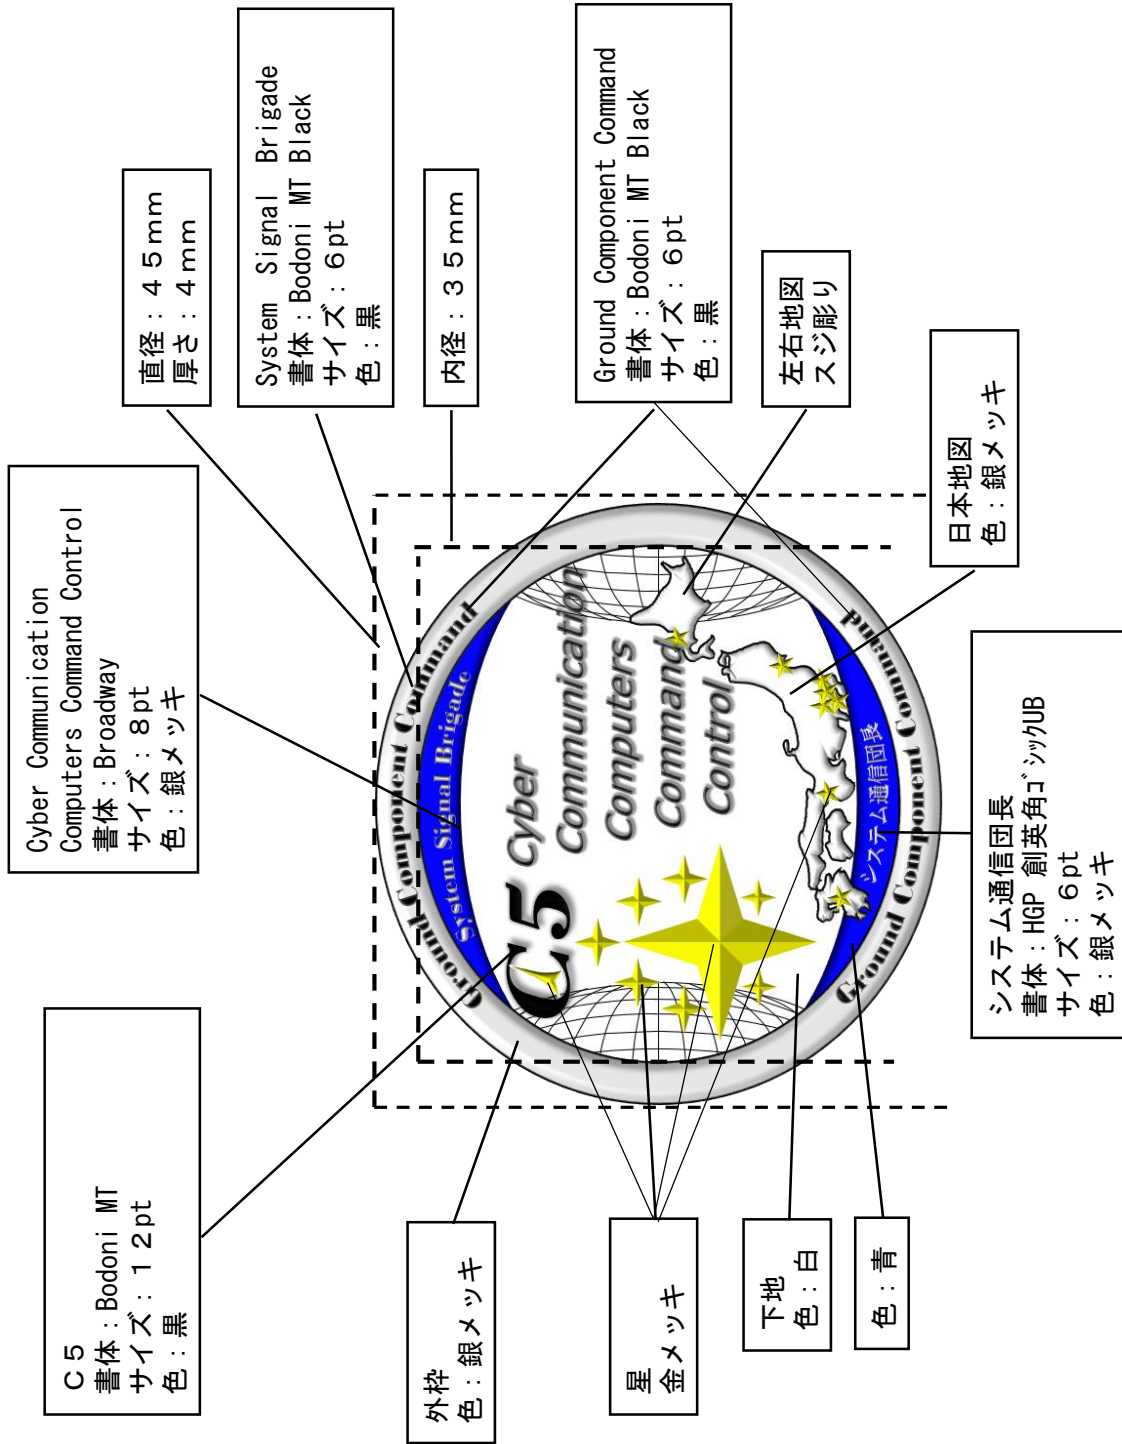 C5
書体：Bodoni MT
サイズ：12pt
色：黒
Cyber Communication
Computers Command Control
書体：Broadway
サイズ：8pt
色：銀メッキ
直径：45mm
厚さ：4mm
System Signal Brigade
書体：Bodoni MT Black
サイズ：6pt
色：黒
内径：35mm
Ground Component Command
書体：Bodoni MT Black
サイズ：6pt
色：黒
左右地図
スジ彫り
日本地図
色：銀メッキ
システム通信団長
書体：HGP 創英角ｺﾞｼｯｸUB
サイズ：6pt
色：銀メッキ
外枠
色：銀メッキ
星
金メッキ
下地
色：白
色：青
Ground Component Command
System Signal Brigade
C5 Cyber
Communication
Computers
Command
Control
システム通信団長
Ground Component Command